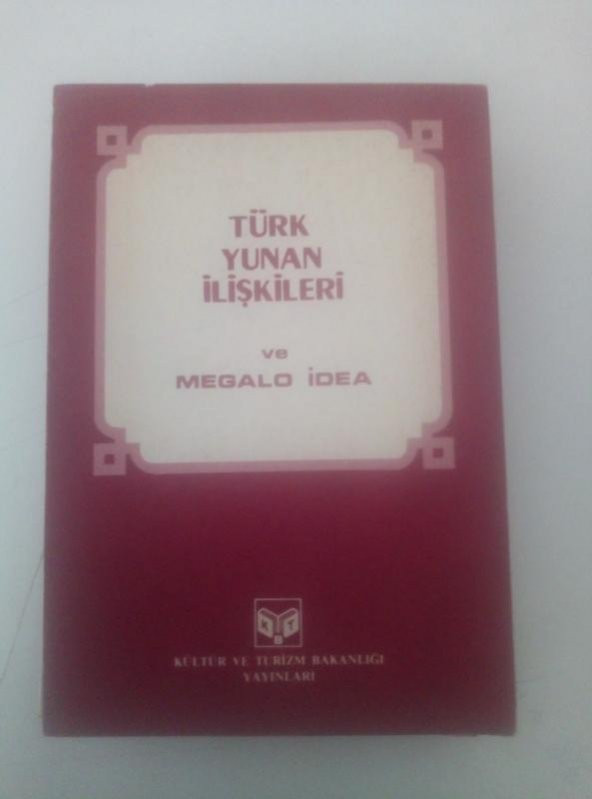 TÜRK
YUNAN
İLİŞKİLERİ
ve
MEGALO İDEA
K T
B
KÜLTÜR VE TURİZM BAKANLIĞI
YAYINLARI